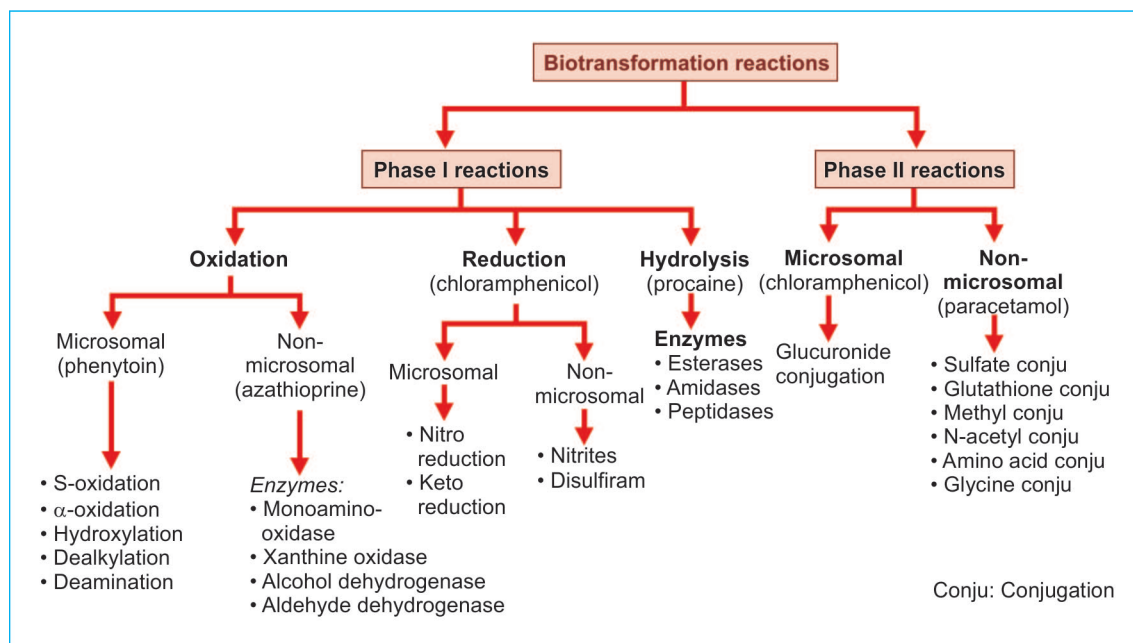 Biotransformation reactions
Phase I reactions
Phase II reactions
Oxidation
Reduction
(chloramphenicol)
Hydrolysis
(procaine)
Microsomal
(chloramphenicol)
Non-
microsomal
(paracetamol)
Microsomal
(phenytoin)
Non-
microsomal
(azathioprine)
Microsomal
Non-
microsomal
Enzymes
• Esterases
• Amidases
• Peptidases
Glucuronide
conjugation
• Sulfate conju
• Glutathione conju
• Methyl conju
• N-acetyl conju
• Amino acid conju
• Glycine conju
• S-oxidation
• α-oxidation
• Hydroxylation
• Dealkylation
• Deamination
Enzymes:
• Monoamino-
oxidase
• Xanthine oxidase
• Alcohol dehydrogenase
• Aldehyde dehydrogenase
• Nitro
reduction
• Keto
reduction
• Nitrites
• Disulfiram
Conju: Conjugation